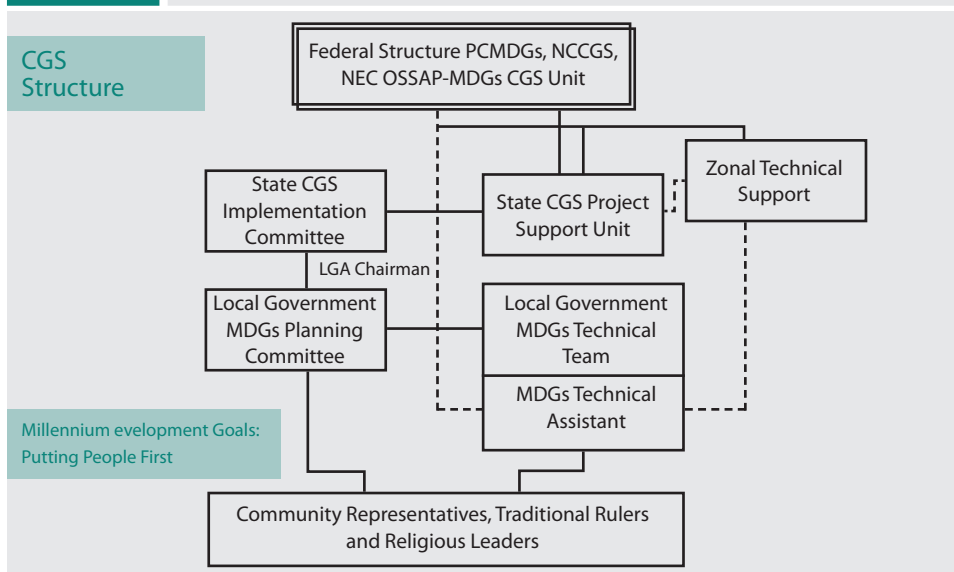 CGS
Structure
Federal Structure PCMDGs, NCCGS,
NEC OSSAP-MDGs CGS Unit
Zonal Technical
Support
State CGS
Implementation
Committee
State CGS Project
Support Unit
LGA Chairman
Local Government
MDGs Planning
Committee
Local Government
MDGs Technical
Team
MDGs Technical
Assistant
Millennium evelopment Goals:
Putting People First
Community Representatives, Traditional Rulers
and Religious Leaders